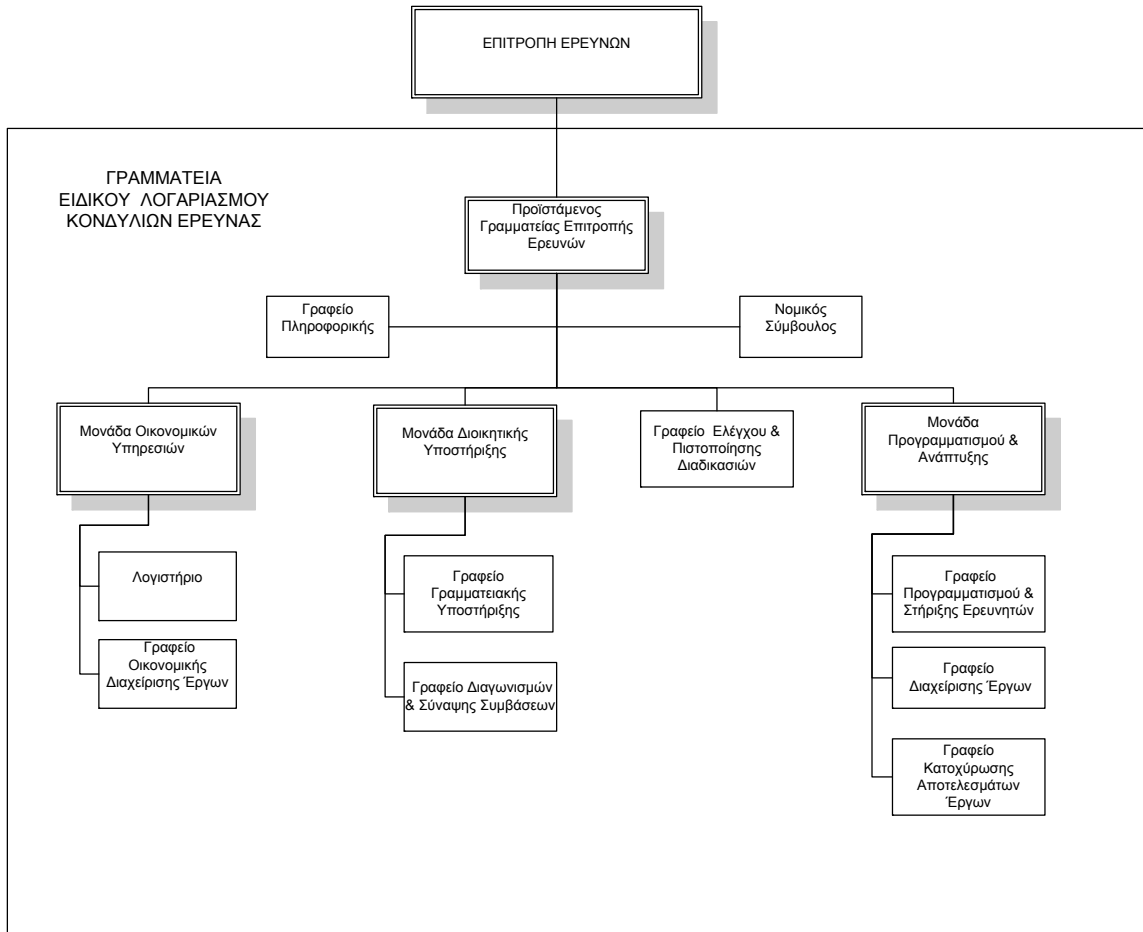 ΕΠΙΤΡΟΠΗ ΕΡΕΥΝΩΝ
ΓΡΑΜΜΑΤΕΙΑ
ΕΙΔΙΚΟΥ ΛΟΓΑΡΙΑΣΜΟΥ
ΚΟΝΔΥΛΙΩΝ ΕΡΕΥΝΑΣ
Προϊστάμενος
Γραμματείας Επιτροπής
Ερευνών
Γραφείο
Πληροφορικής
Νομικός
Σύμβουλος
Μονάδα Οικονομικών
Υπηρεσιών
Μονάδα Διοικητικής
Υποστήριξης
Γραφείο Ελέγχου &
Πιστοποίησης
Διαδικασιών
Μονάδα
Προγραμματισμού &
Ανάπτυξης
Λογιστήριο
Γραφείο
Οικονομικής
Διαχείρισης Έργων
Γραφείο
Γραμματειακής
Υποστήριξης
Γραφείο Διαγωνισμών
& Σύναψης Συμβάσεων
Γραφείο
Προγραμματισμού &
Στήριξης Ερευνητών
Γραφείο
Διαχείρισης Έργων
Γραφείο
Κατοχύρωσης
Αποτελεσμάτων
Έργων